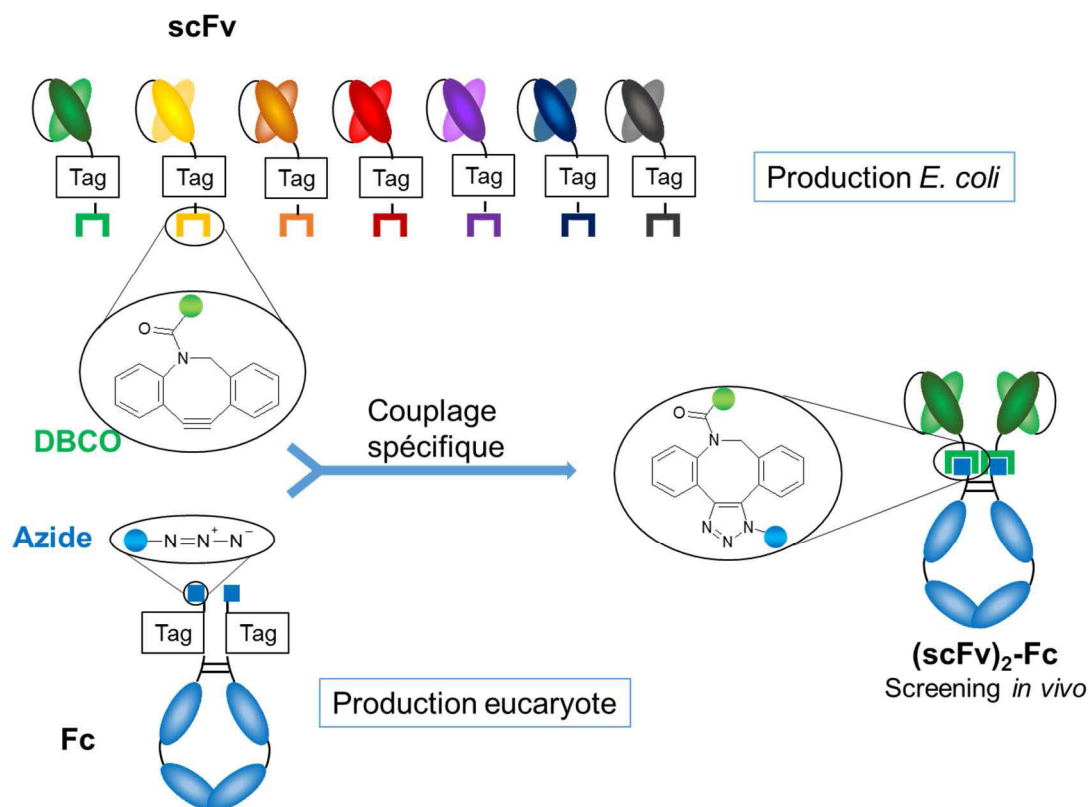 scFv
Tag Tag Tag Tag Tag Tag Tag
Production E. coli
O
N
DBCO
Couplage
spécifique
O
N
N
N
N
Azide
N=N⁺–N⁻
Tag Tag
(scFv)₂-Fc
Screening in vivo
Production eucaryote
Fc